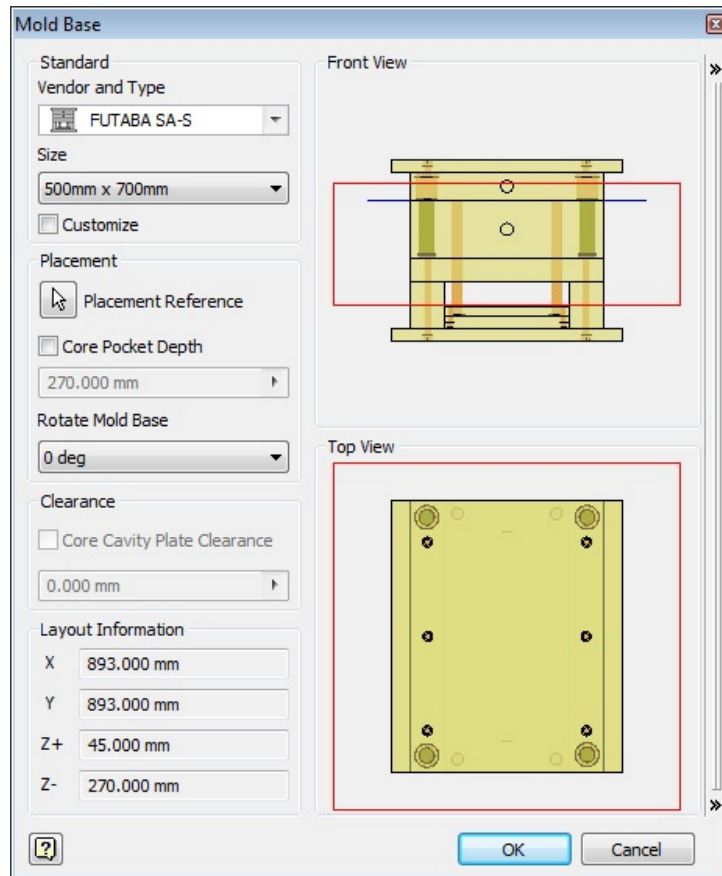 Mold Base
Standard
Vendor and Type
FUTABA SA-S
Size
500mm x 700mm
Customize
Placement
Placement Reference
Core Pocket Depth
270.000 mm
Rotate Mold Base
0 deg
Clearance
Core Cavity Plate Clearance
0.000 mm
Layout Information
X 893.000 mm
Y 893.000 mm
Z+ 45.000 mm
Z- 270.000 mm
Front View
Top View
OK Cancel